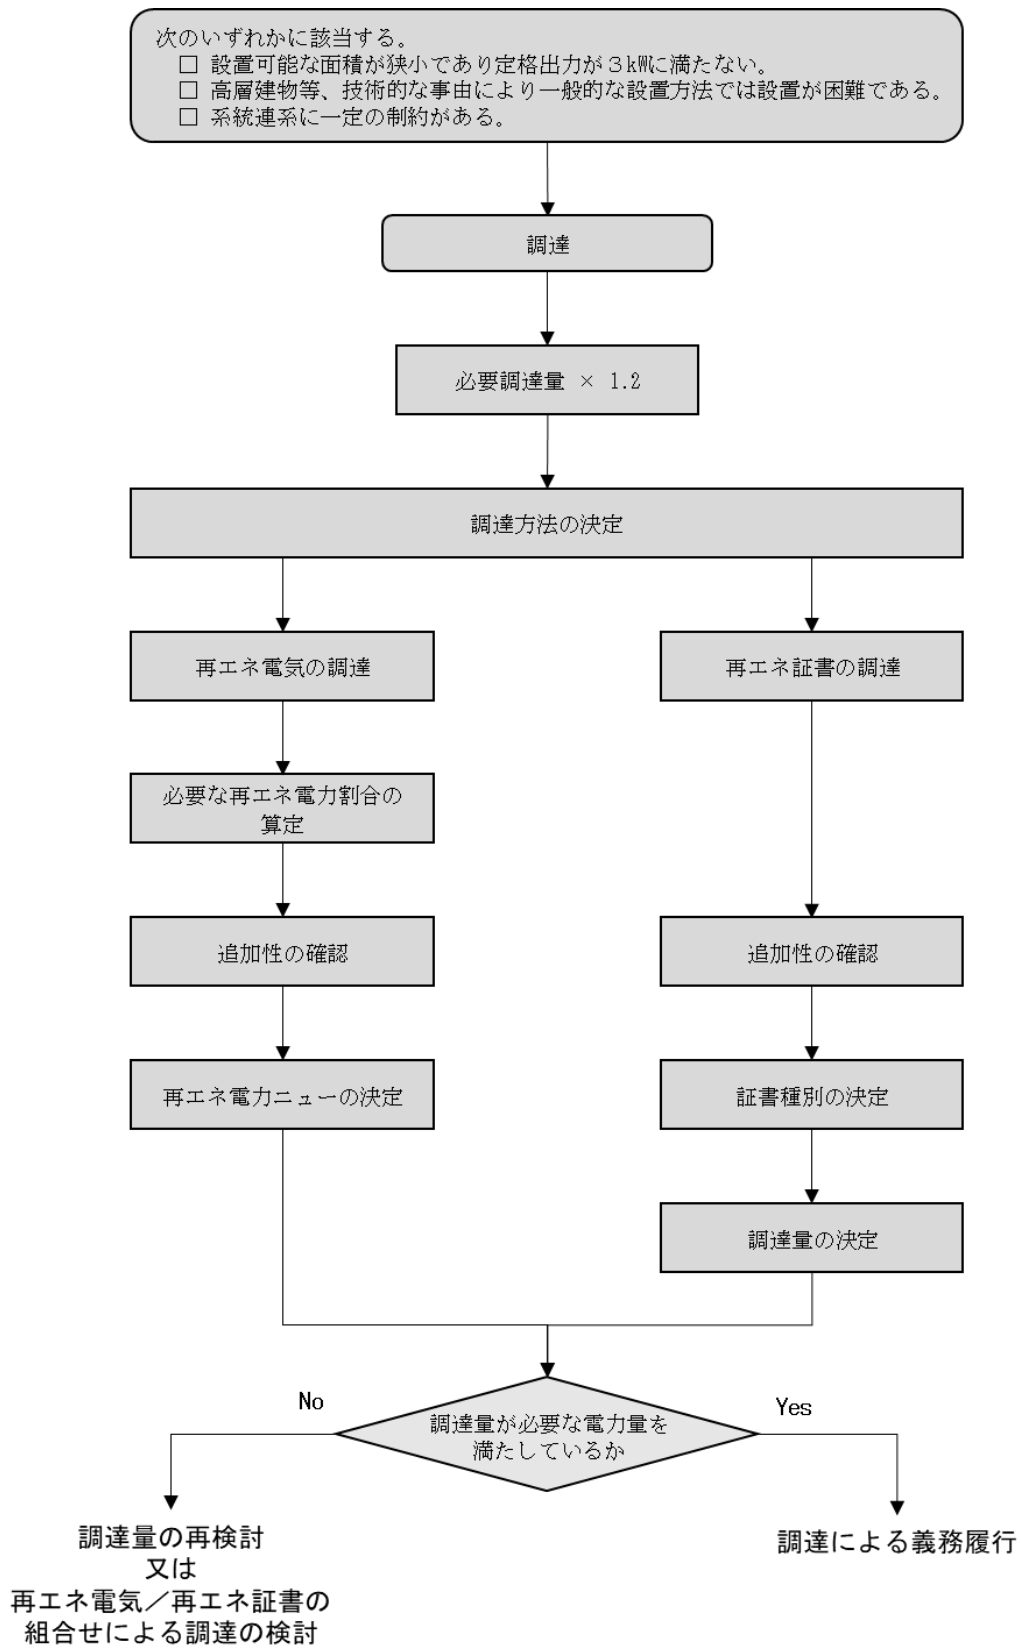 次のいずれかに該当する。
□ 設置可能な面積が狭小であり定格出力が３kWに満たない。
□ 高層建物等、技術的な事由により一般的な設置方法では設置が困難である。
□ 系統連系に一定の制約がある。
調達
必要調達量 × 1.2
調達方法の決定
再エネ電気の調達
再エネ証書の調達
必要な再エネ電力割合の
算定
追加性の確認
追加性の確認
再エネ電力ニューの決定
証書種別の決定
調達量の決定
No
Yes
調達量が必要な電力量を
満たしているか
調達量の再検討
又は
再エネ電気／再エネ証書の
組合せによる調達の検討
調達による義務履行